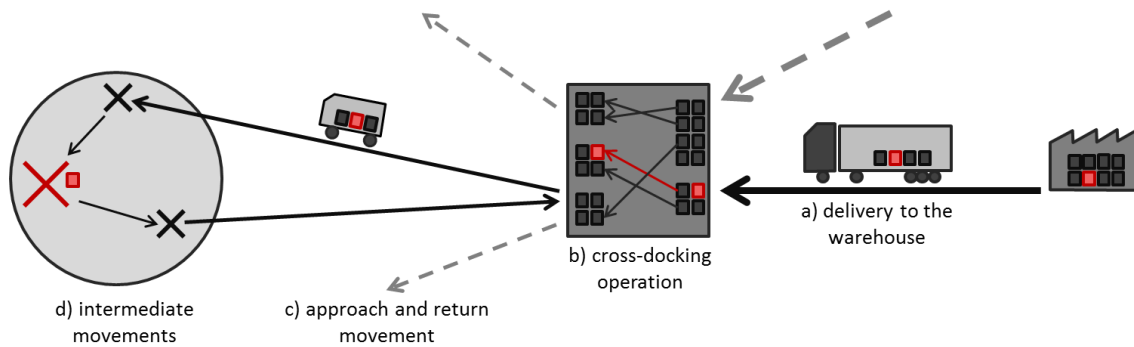 a) delivery to the
warehouse
b) cross-docking
operation
c) approach and return
movement
d) intermediate
movements